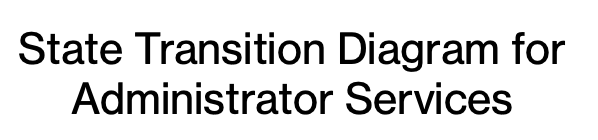 State Transition Diagram for
Administrator Services